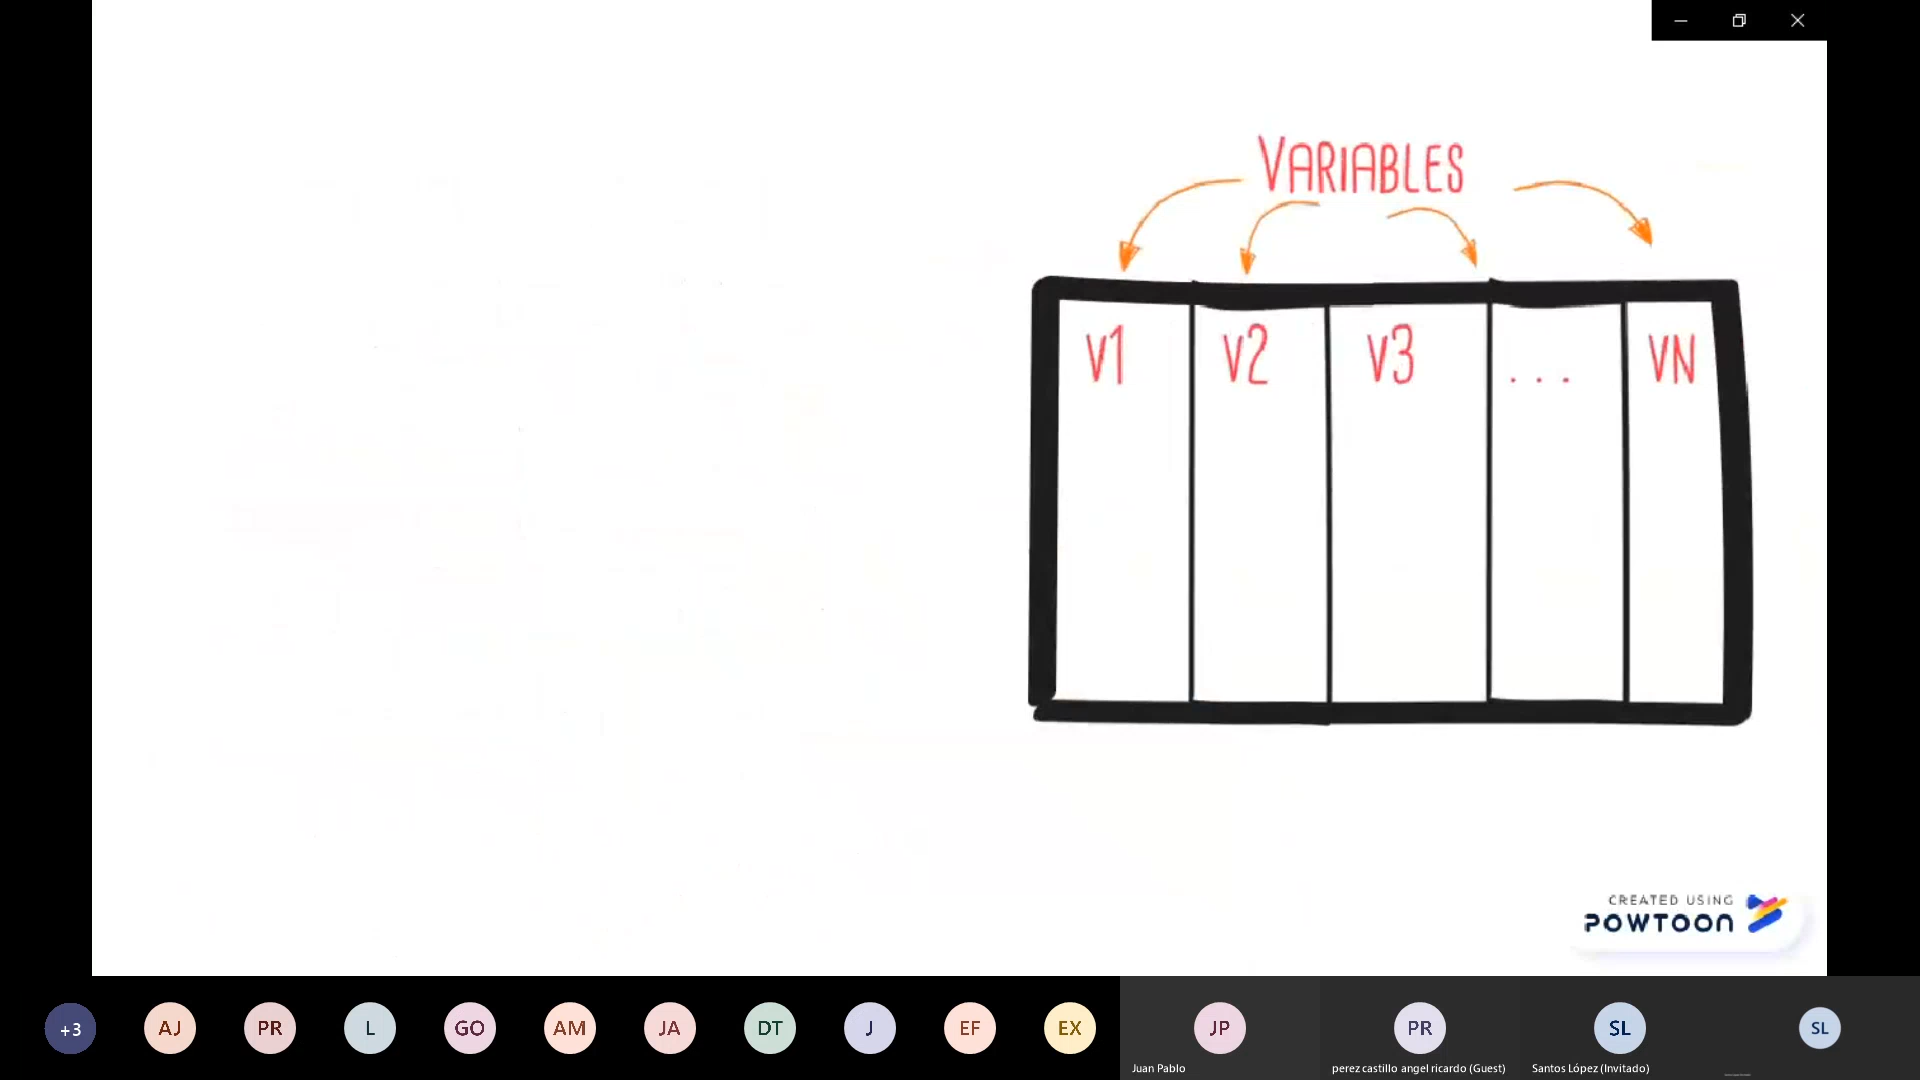 VARIABLES
V1 V2 V3 ... VN
CREATED USING
POWTOON
+3 AJ PR L GO AM JA DT J EF EX JP PR SL SL
Juan Pablo perez castillo angel ricardo (Guest) Santos López (Invitado)